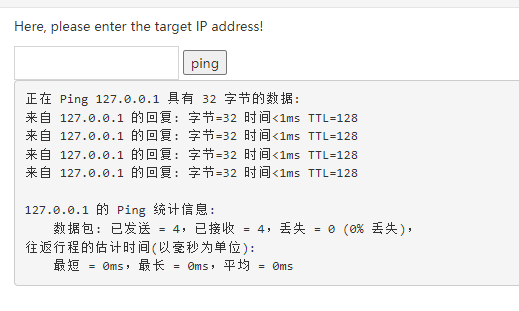 Here, please enter the target IP address!
ping
正在 Ping 127.0.0.1 具有 32 字节的数据:
来自 127.0.0.1 的回复: 字节=32 时间<1ms TTL=128
来自 127.0.0.1 的回复: 字节=32 时间<1ms TTL=128
来自 127.0.0.1 的回复: 字节=32 时间<1ms TTL=128
来自 127.0.0.1 的回复: 字节=32 时间<1ms TTL=128
127.0.0.1 的 Ping 统计信息:
数据包: 已发送 = 4，已接收 = 4，丢失 = 0 (0% 丢失)，
往返行程的估计时间(以毫秒为单位):
最短 = 0ms，最长 = 0ms，平均 = 0ms